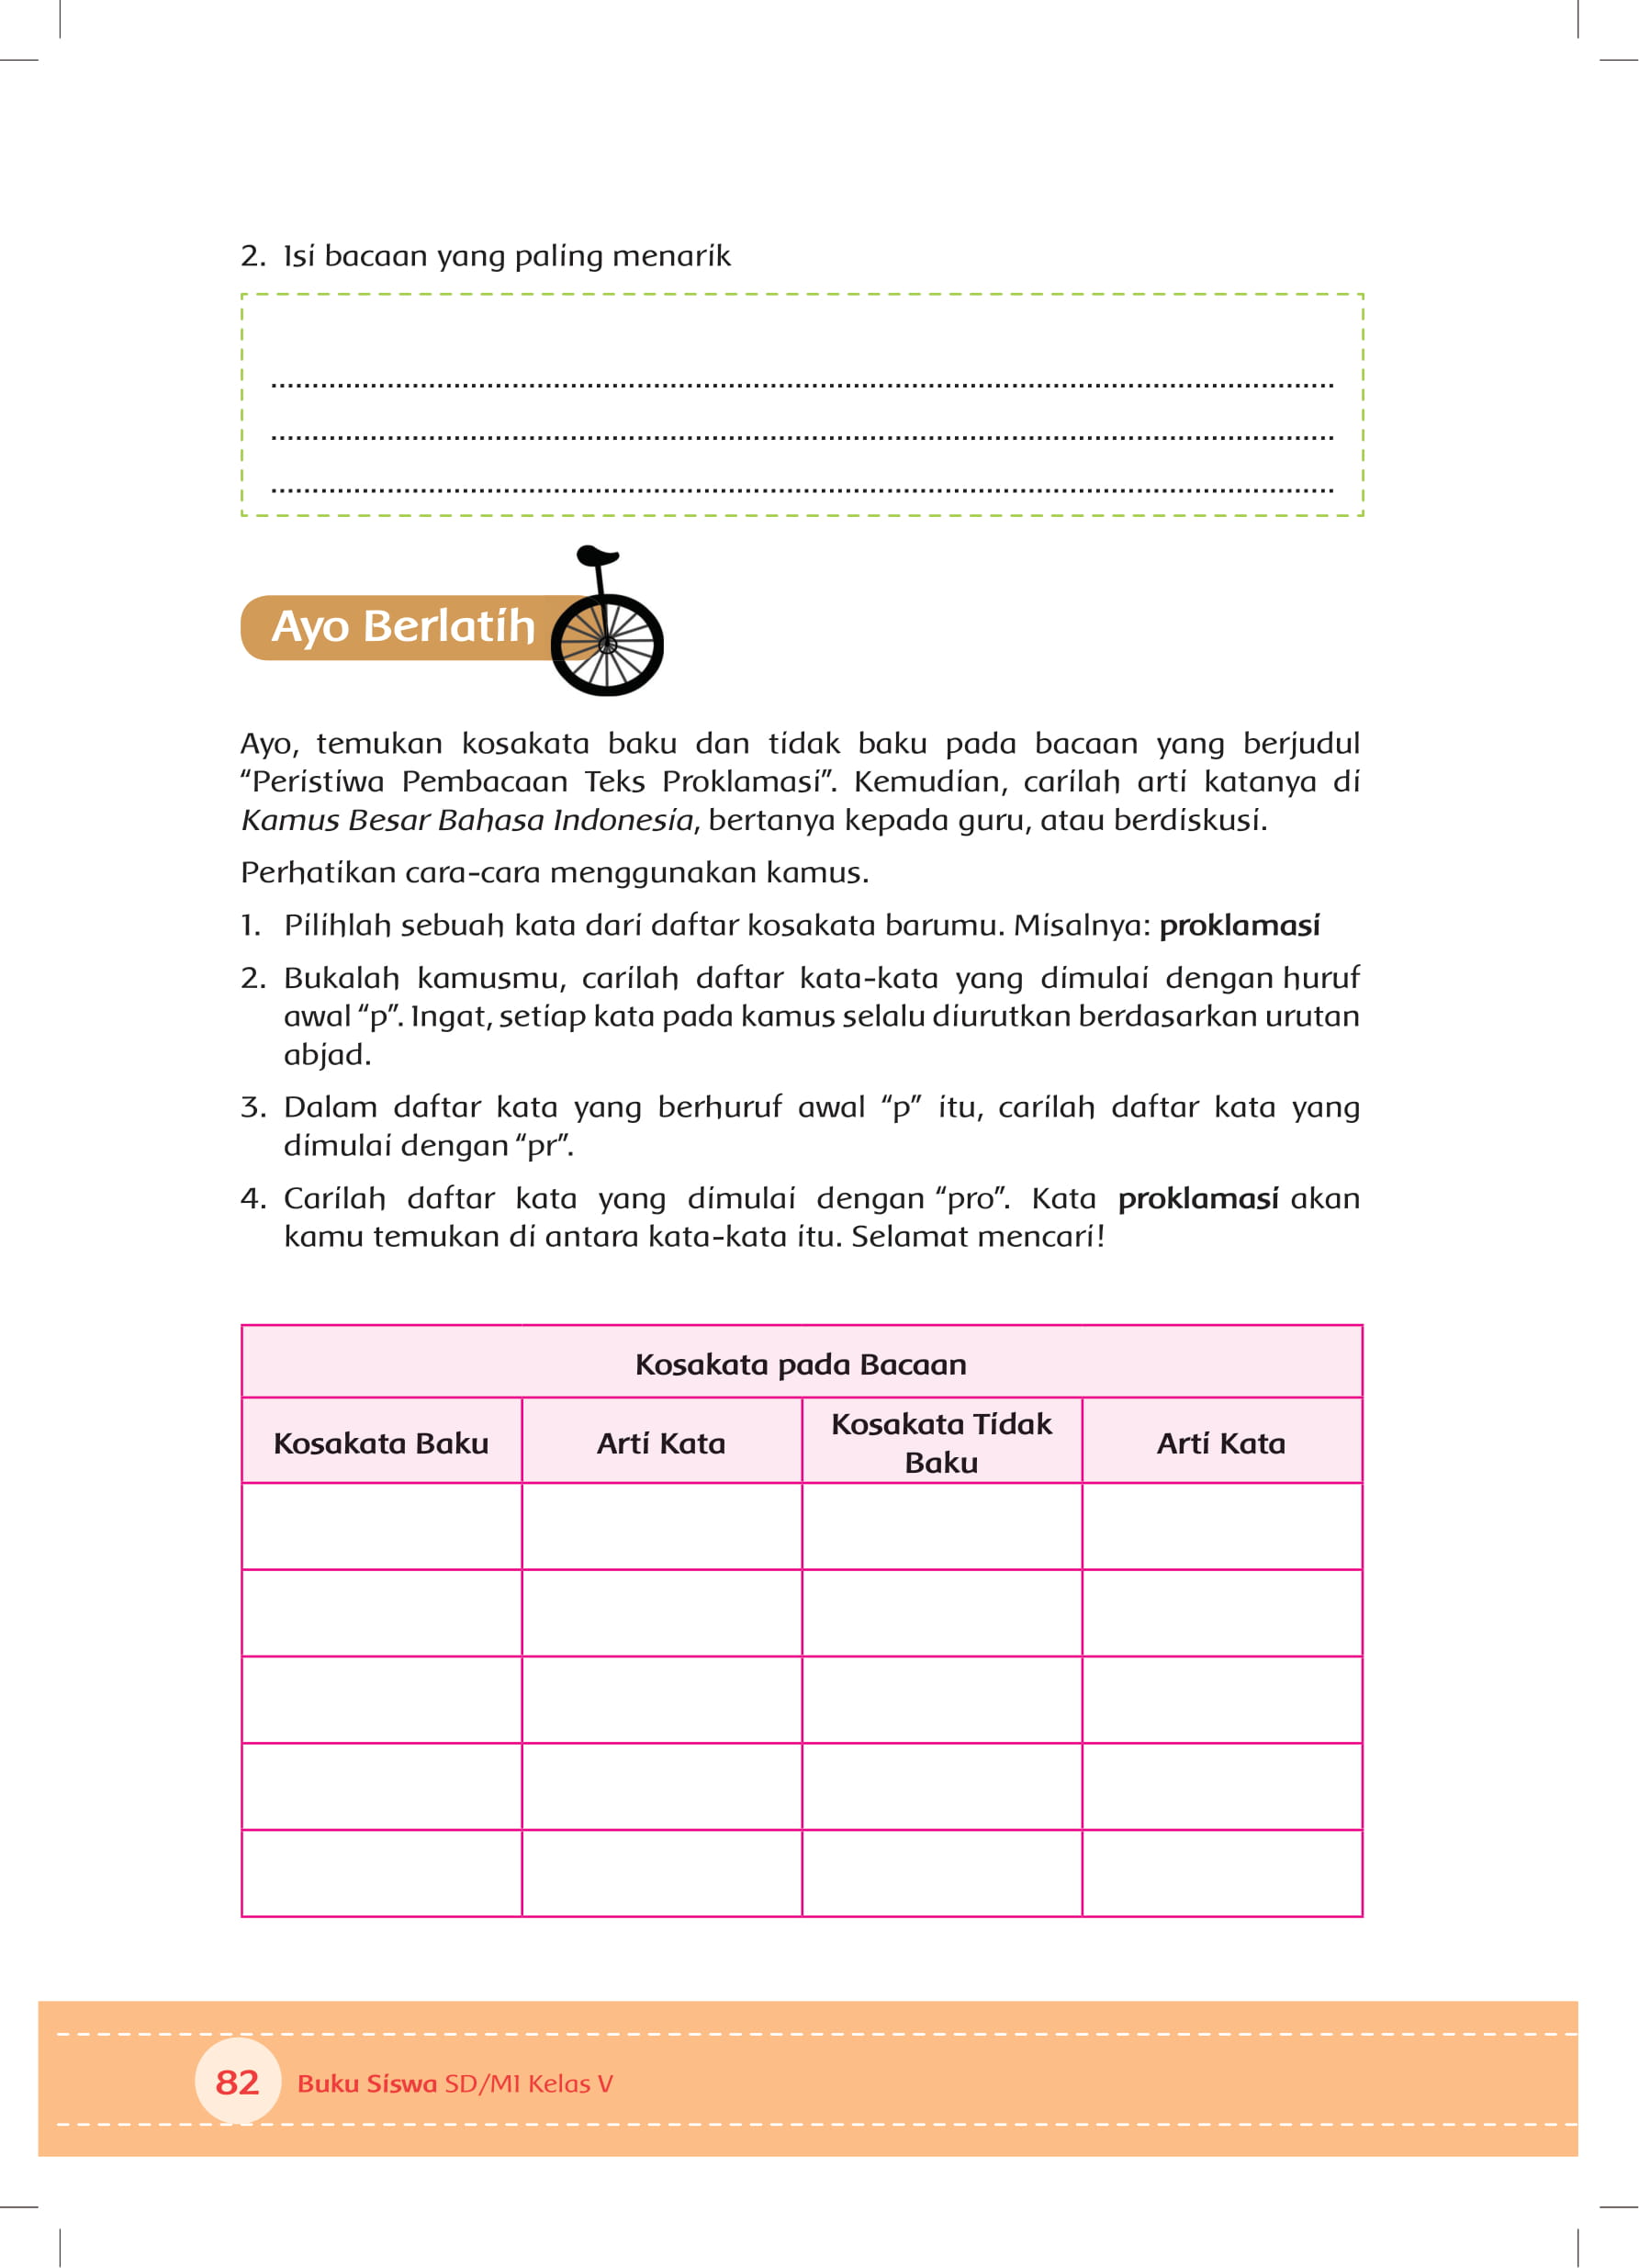 2. Isi bacaan yang paling menarik
........................................................................................................................
........................................................................................................................
........................................................................................................................
Ayo Berlatih
Ayo, temukan kosakata baku dan tidak baku pada bacaan yang berjudul
“Peristiwa Pembacaan Teks Proklamasi”. Kemudian, carilah arti katanya di
Kamus Besar Bahasa Indonesia, bertanya kepada guru, atau berdiskusi.
Perhatikan cara-cara menggunakan kamus.
1. Pilihlah sebuah kata dari daftar kosakata barumu. Misalnya: proklamasi
2. Bukalah kamusmu, carilah daftar kata-kata yang dimulai dengan huruf
awal “p”. Ingat, setiap kata pada kamus selalu diurutkan berdasarkan urutan
abjad.
3. Dalam daftar kata yang berhuruf awal “p” itu, carilah daftar kata yang
dimulai dengan “pr”.
4. Carilah daftar kata yang dimulai dengan “pro”. Kata proklamasi akan
kamu temukan di antara kata-kata itu. Selamat mencari!
Kosakata pada Bacaan
Kosakata Baku
Arti Kata
Kosakata Tidak
Baku
Arti Kata
82 Buku Siswa SD/MI Kelas V